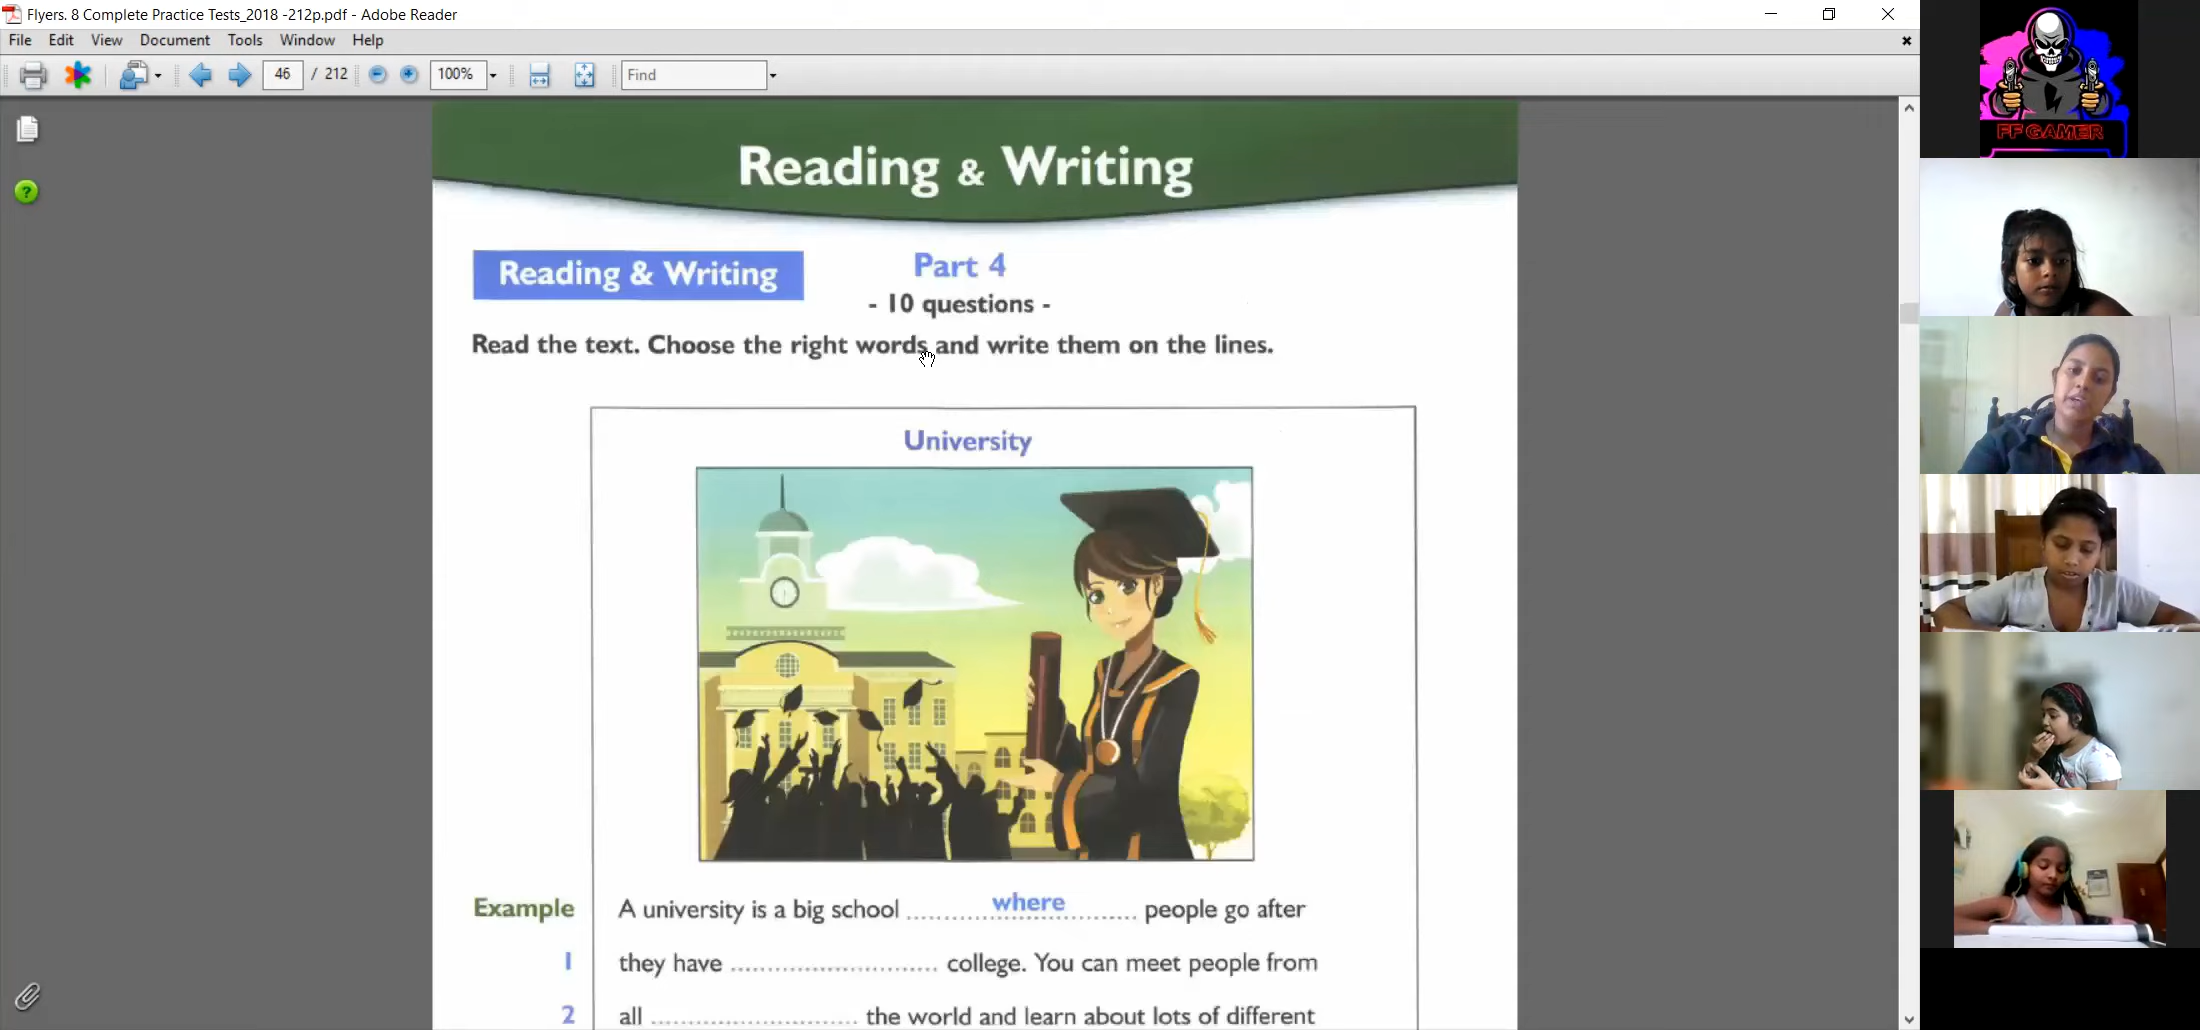 Flyers. 8 Complete Practice Tests_2018 -212p.pdf - Adobe Reader
File Edit View Document Tools Window Help
46 / 212 100% Find
Reading & Writing
Reading & Writing
Part 4
- 10 questions -
Read the text. Choose the right words and write them on the lines.
University
Example A university is a big school ............ where ............ people go after
1 they have ............................ college. You can meet people from
2 all ............................ the world and learn about lots of different
FF GAMER